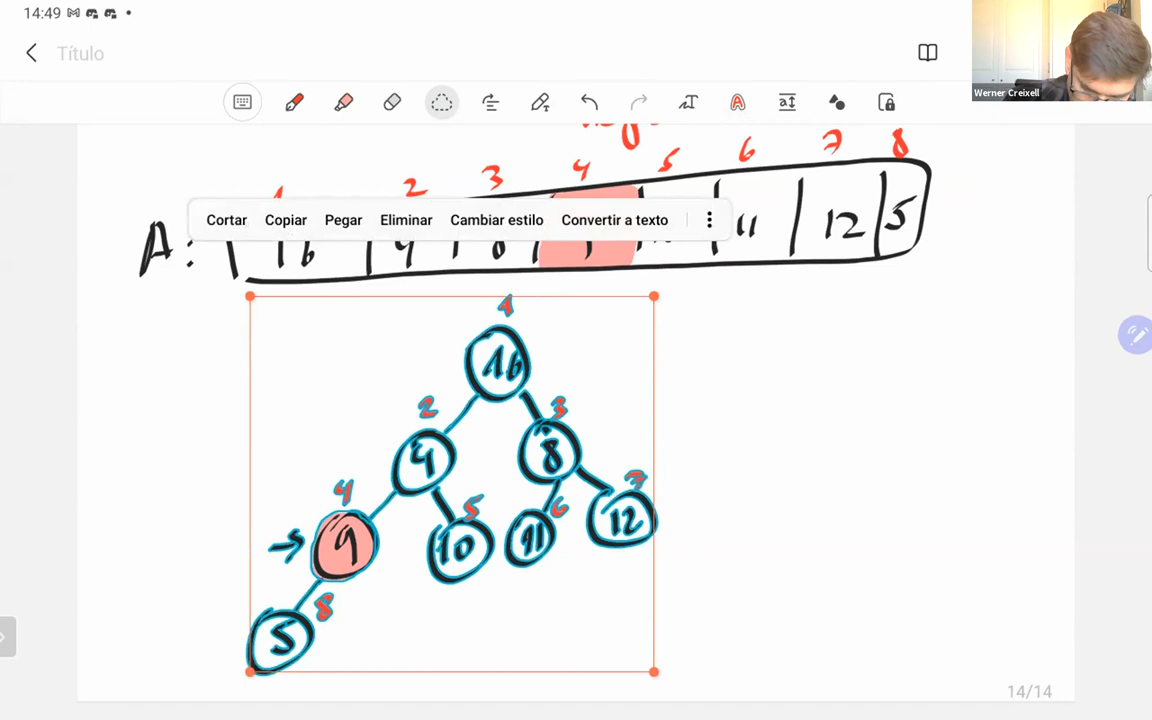 14:49
Título
Werner Creixell
2 3 4 5 6 7 8
Cortar Copiar Pegar Eliminar Cambiar estilo Convertir a texto
A: 16 11 12 5
1
16
2 3
4 8
4 5 6 7
9 10 11 12
8
5
14/14